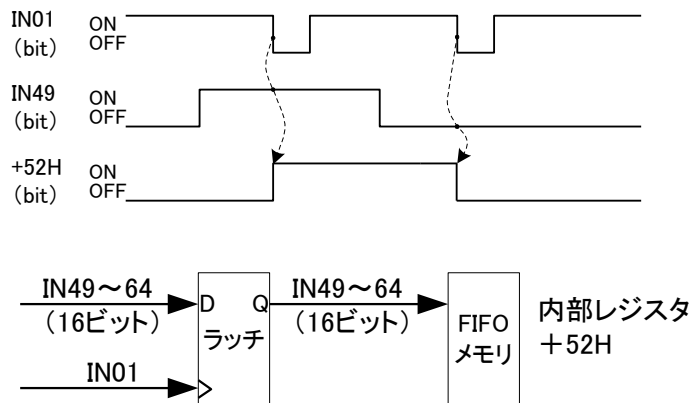 IN01 ON
(bit) OFF
IN49 ON
(bit) OFF
+52H ON
(bit) OFF
IN49～64 IN49～64
D Q
(16ビット) (16ビット)
ラッチ
FIFO
メモリ
内部レジスタ
＋52H
IN01